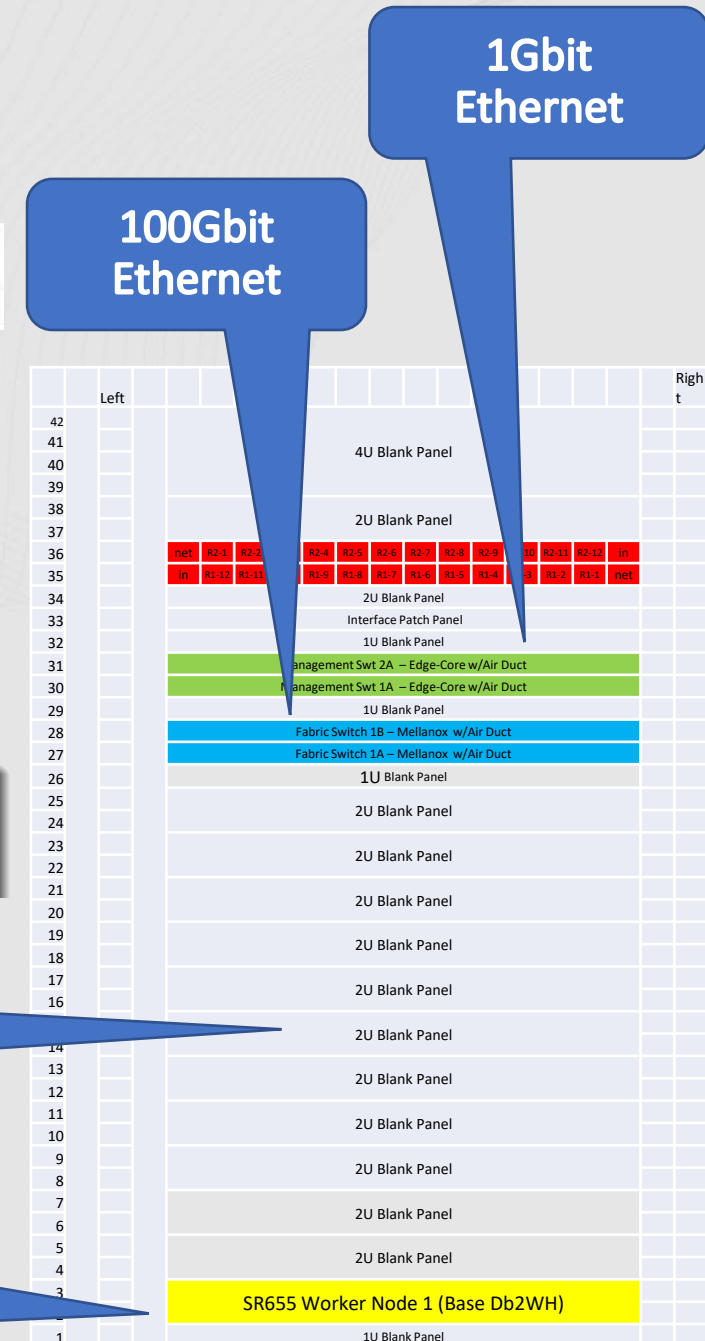 1Gbit
Ethernet
100Gbit
Ethernet
Left
Righ
t
42
41
4U Blank Panel
40
39
38
2U Blank Panel
37
36 net R2-1 R2-2 R2-4 R2-5 R2-6 R2-7 R2-8 R2-9 10 R2-11 R2-12 in
35 in R1-12 R1-11 R1-9 R1-8 R1-7 R1-6 R1-5 R1-4 -3 R1-2 R1-1 net
34 2U Blank Panel
33 Interface Patch Panel
32 1U Blank Panel
31 anagement Swt 2A – Edge-Core w/Air Duct
30 M anagement Swt 1A – Edge-Core w/Air Duct
29 1U Blank Panel
28 Fabric Switch 1B – Mellanox w/Air Duct
27 Fabric Switch 1A – Mellanox w/Air Duct
26 1U Blank Panel
25
2U Blank Panel
24
23
2U Blank Panel
22
21
2U Blank Panel
20
19
2U Blank Panel
18
17
2U Blank Panel
16
2U Blank Panel
14
13
2U Blank Panel
12
11
2U Blank Panel
10
9
2U Blank Panel
8
7
2U Blank Panel
6
5
2U Blank Panel
4
3
SR655 Worker Node 1 (Base Db2WH)
1 1U Blank Panel